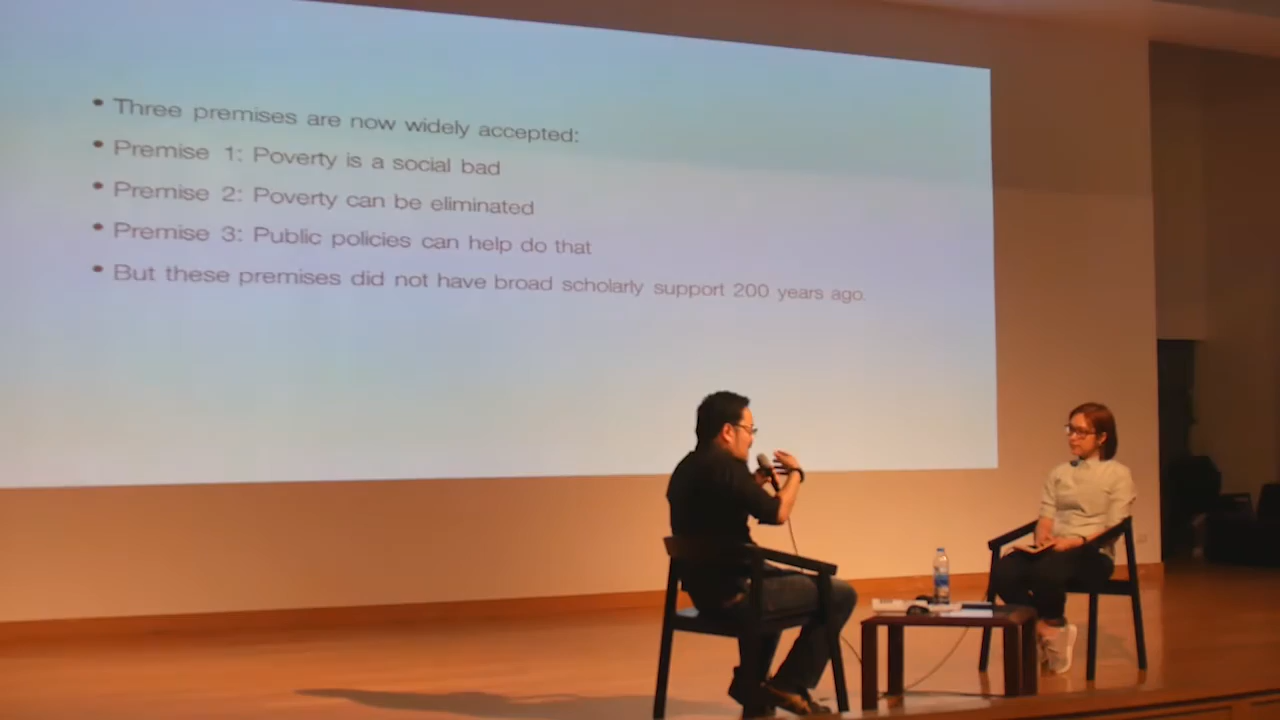 • Three premises are now widely accepted:
• Premise 1: Poverty is a social bad
• Premise 2: Poverty can be eliminated
• Premise 3: Public policies can help do that
• But these premises did not have broad scholarly support 200 years ago.